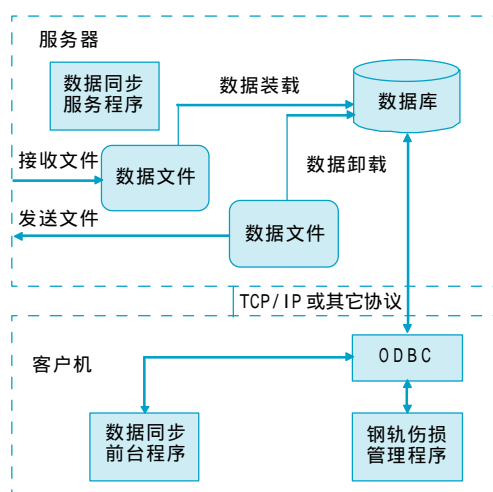 服务器
数据同步
服务程序
数据装载
数据库
接收文件
数据文件
数据卸载
发送文件
数据文件
TCP/IP或其它协议
客户机
ODBC
数据同步
前台程序
钢轨伤损
管理程序